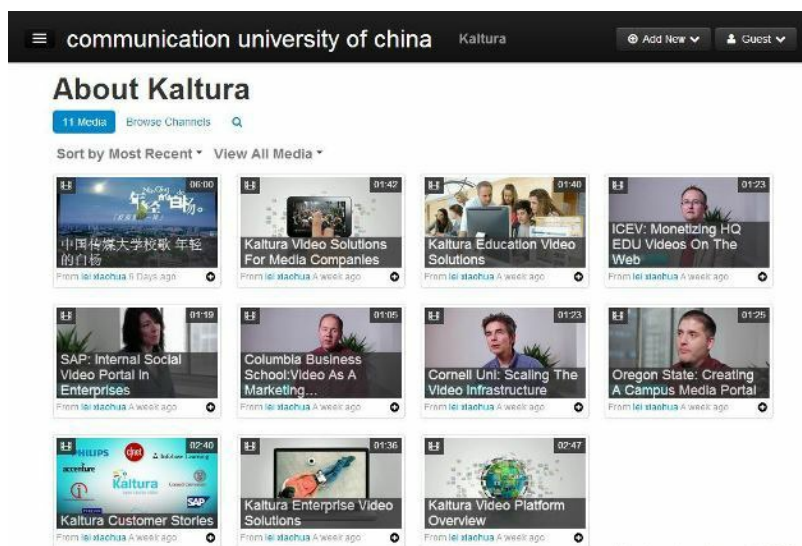 communication university of china Kaltura Add New Guest
About Kaltura
11 Media Browse Channels
Sort by Most Recent View All Media
06:00
年轻的白杨。
中国传媒大学校歌 年轻
的白杨
From lei xiaohua 6 Days ago
01:42
Kaltura Video Solutions
For Media Companies
From lei xiaohua A week ago
01:40
Kaltura Education Video
Solutions
From lei xiaohua A week ago
01:23
ICEV: Monetizing HQ
EDU Videos On The
Web
From lei xiaohua A week ago
01:19
SAP: Internal Social
Video Portal In
Enterprises
From lei xiaohua A week ago
01:05
Columbia Business
School:Video As A
Marketing...
From lei xiaohua A week ago
01:23
Cornell Uni: Scaling The
Video Infrastructure
From lei xiaohua A week ago
01:25
Oregon State: Creating
A Campus Media Portal
From lei xiaohua A week ago
02:40
PHILIPS
cnet
accenture
Kaltura
SAP
Kaltura Customer Stories
From lei xiaohua A week ago
01:36
Kaltura Enterprise Video
Solutions
From lei xiaohua A week ago
02:47
Kaltura Video Platform
Overview
From lei xiaohua A week ago